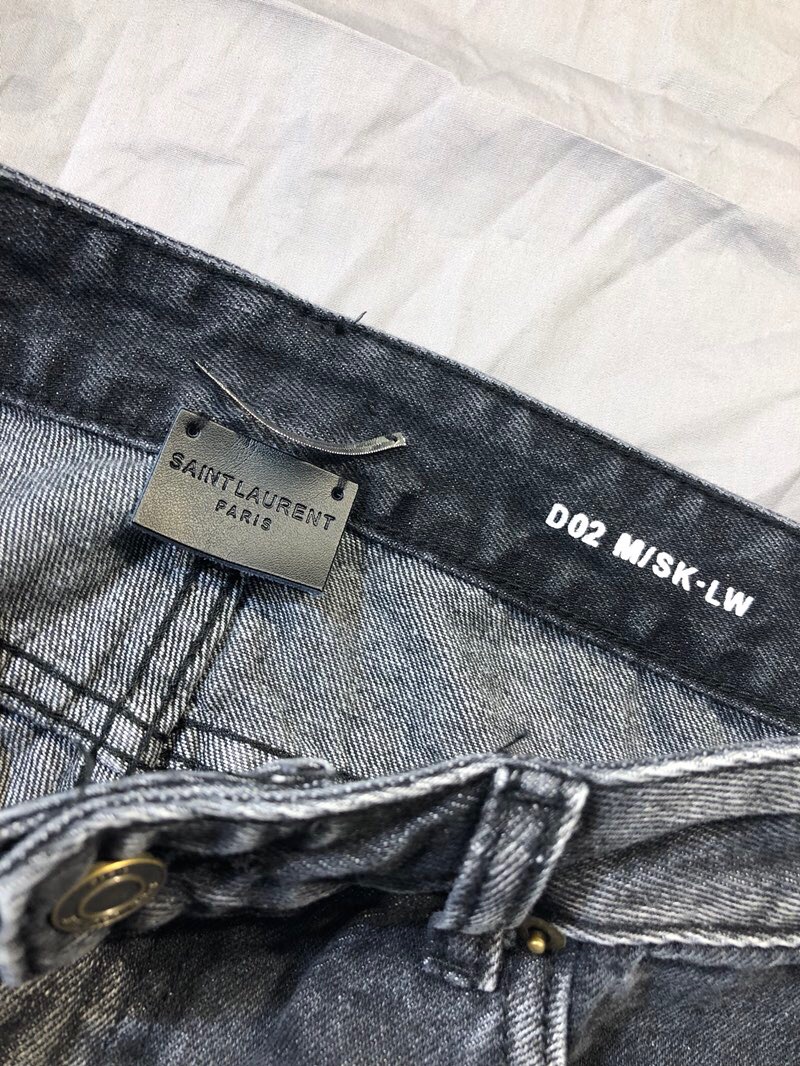 SAINT LAURENT
PARIS
D02 M/SK-LW